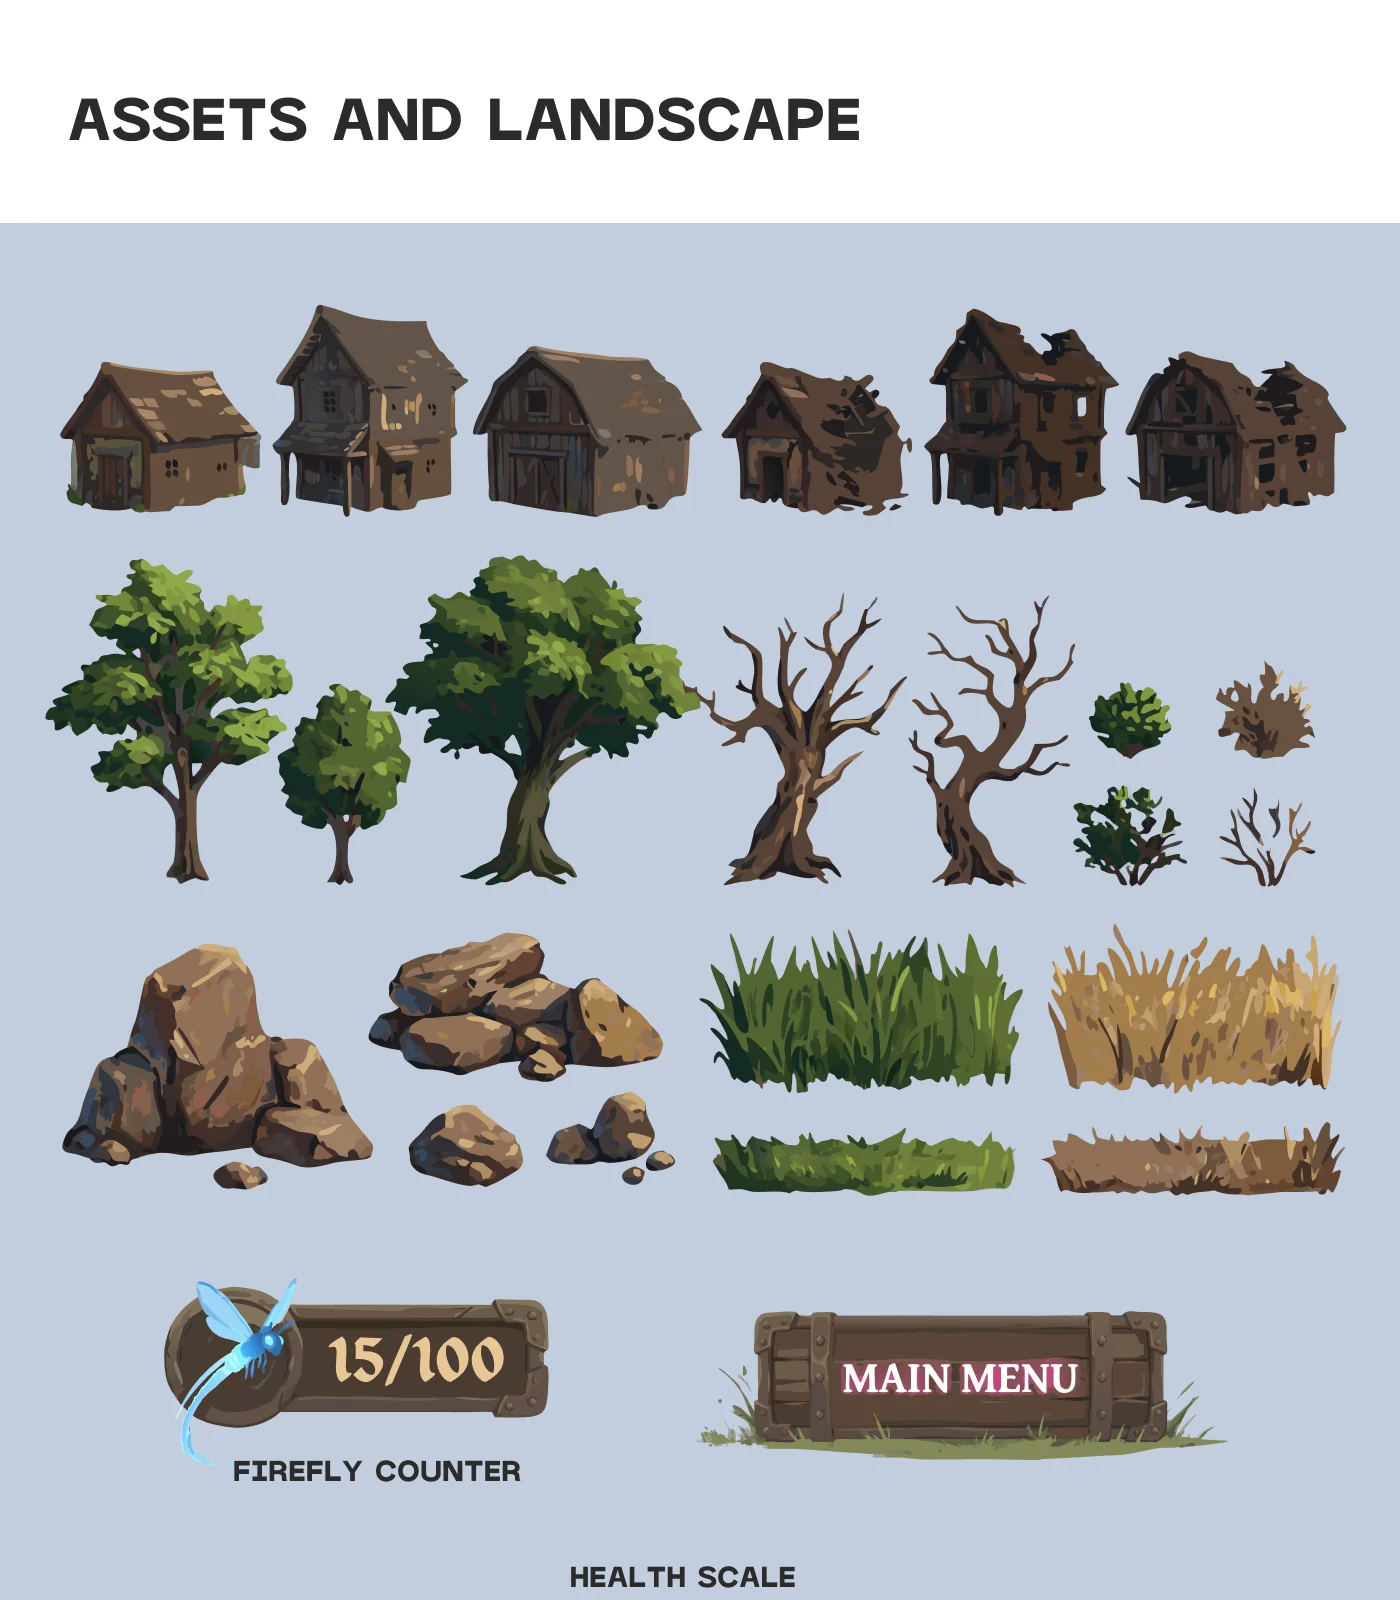 ASSETS AND LANDSCAPE
15/100
MAIN MENU
FIREFLY COUNTER
HEALTH SCALE